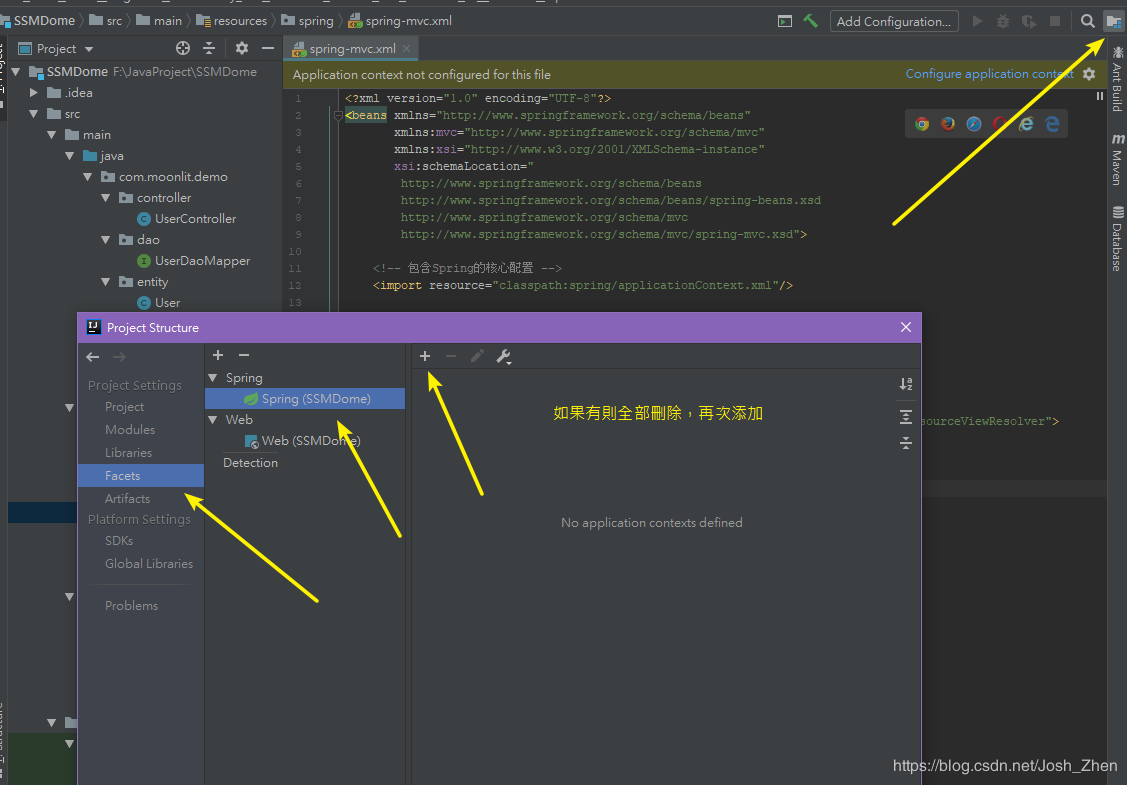 SSMDome src main resources spring spring-mvc.xml Add Configuration...
Project spring-mvc.xml
SSMDome F:\JavaProject\SSMDome
Application context not configured for this file Configure application context
.idea
src
main
java
com.moonlit.demo
controller
UserController
dao
UserDaoMapper
entity
User
1 <?xml version="1.0" encoding="UTF-8"?>
2 <beans xmlns="http://www.springframework.org/schema/beans"
3 xmlns:mvc="http://www.springframework.org/schema/mvc"
4 xmlns:xsi="http://www.w3.org/2001/XMLSchema-instance"
5 xsi:schemaLocation="
6 http://www.springframework.org/schema/beans
7 http://www.springframework.org/schema/beans/spring-beans.xsd
8 http://www.springframework.org/schema/mvc
9 http://www.springframework.org/schema/mvc/spring-mvc.xsd">
10
11 <!-- 包含Spring的核心配置 -->
12 <import resource="classpath:spring/applicationContext.xml"/>
13
Ant Build
Maven
Database
Project Structure
Project Settings
Project
Modules
Libraries
Facets
Artifacts
Platform Settings
SDKs
Global Libraries
Problems
Spring
Spring (SSMDome)
Web
Web (SSMDome)
Detection
如果有則全部刪除，再次添加
No application contexts defined
sourceViewResolver">
https://blog.csdn.net/Josh_Zhen